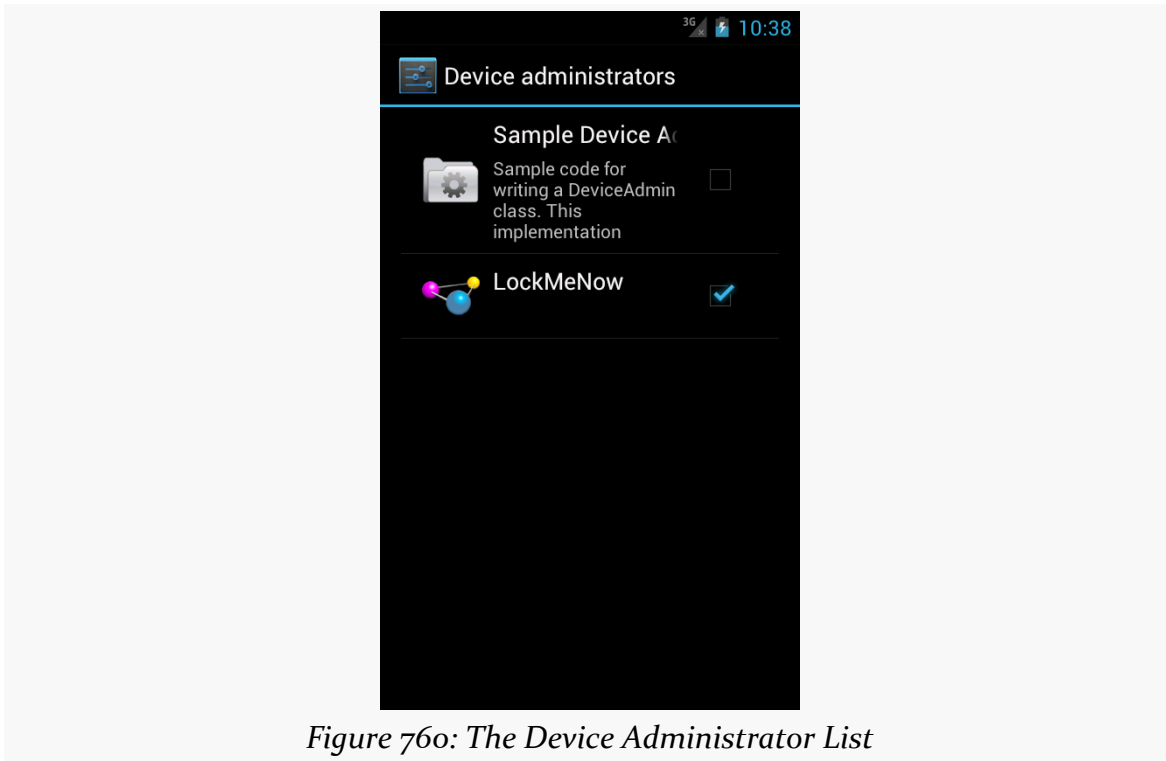 3G
10:38
Device administrators
Sample Device A
Sample code for
writing a DeviceAdmin
class. This
implementation
LockMeNow
Figure 760: The Device Administrator List